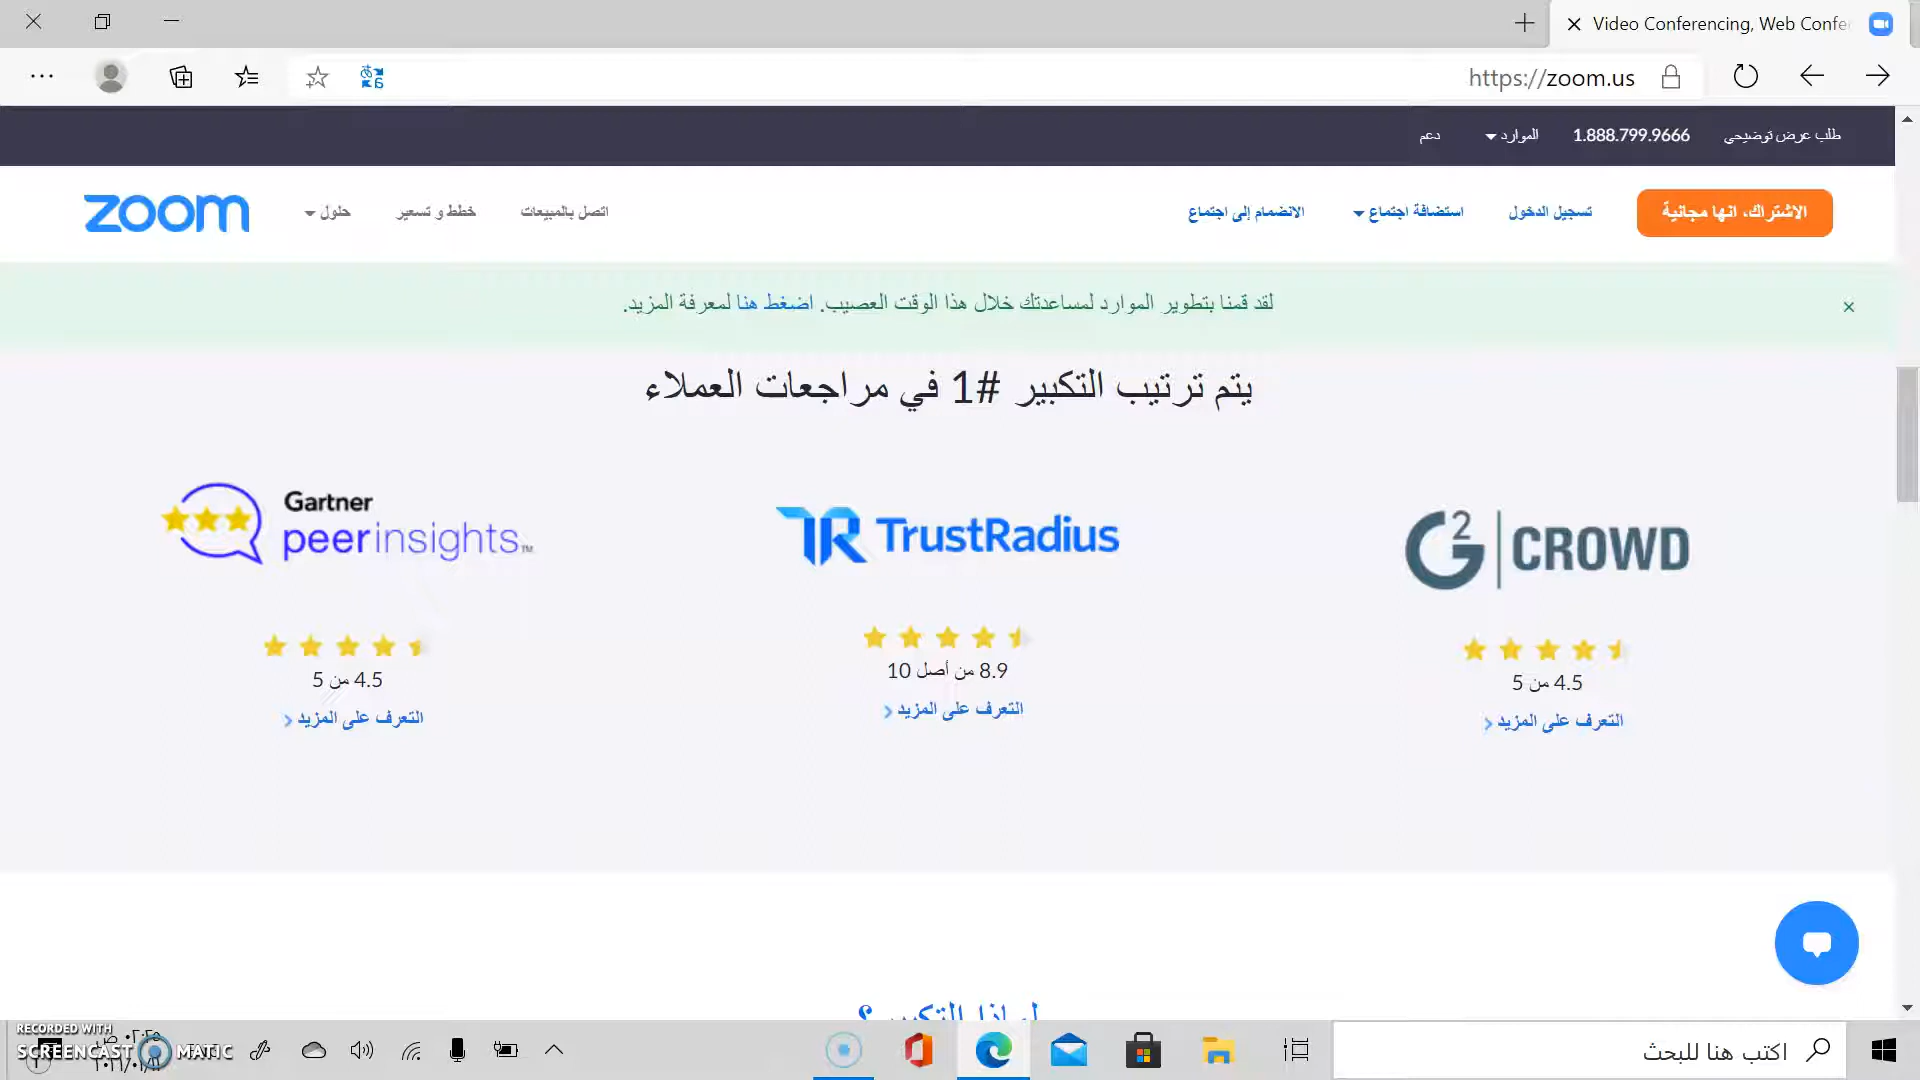 Video Conferencing, Web Confe
https://zoom.us
طلب عرض توضيحي
1.888.799.9666
الموارد
دعم
zoom
حلول
خطط و تسعير
اتصل بالمبيعات
الانضمام إلى اجتماع
استضافة اجتماع
تسجيل الدخول
الاشتراك، انها مجانية
لقد قمنا بتطوير الموارد لمساعدتك خلال هذا الوقت العصيب. اضغط هنا لمعرفة المزيد.
يتم ترتيب التكبير #1 في مراجعات العملاء
Gartner
peerinsights™
4.5 من 5
التعرف على المزيد
TrustRadius
8.9 من أصل 10
التعرف على المزيد
G2 CROWD
4.5 من 5
التعرف على المزيد
لماذا التكبير؟
اكتب هنا للبحث
RECORDED WITH
SCREENCAST MATIC